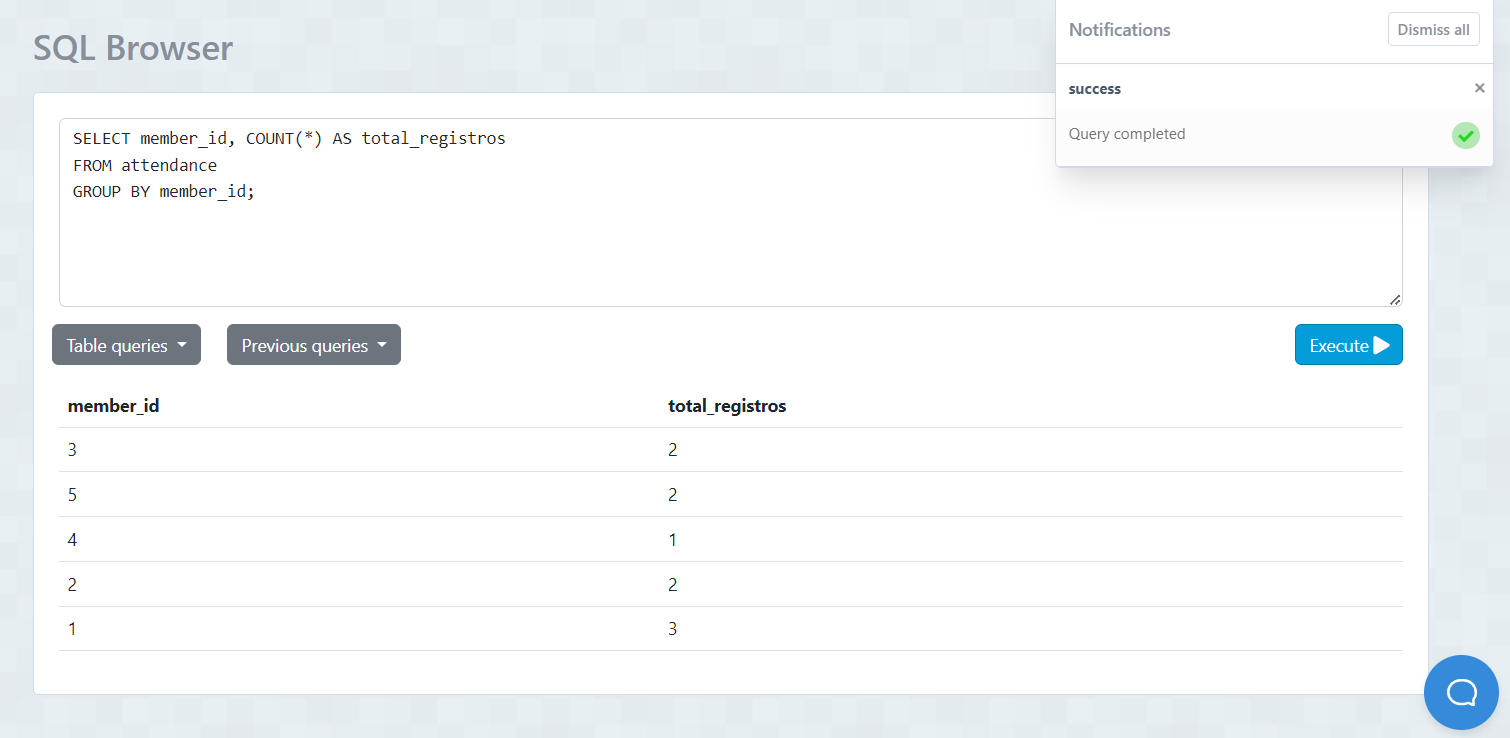 SQL Browser
Notifications
Dismiss all
success
×
Query completed
SELECT member_id, COUNT(*) AS total_registros
FROM attendance
GROUP BY member_id;
Table queries
Previous queries
Execute
member_id total_registros
3 2
5 2
4 1
2 2
1 3